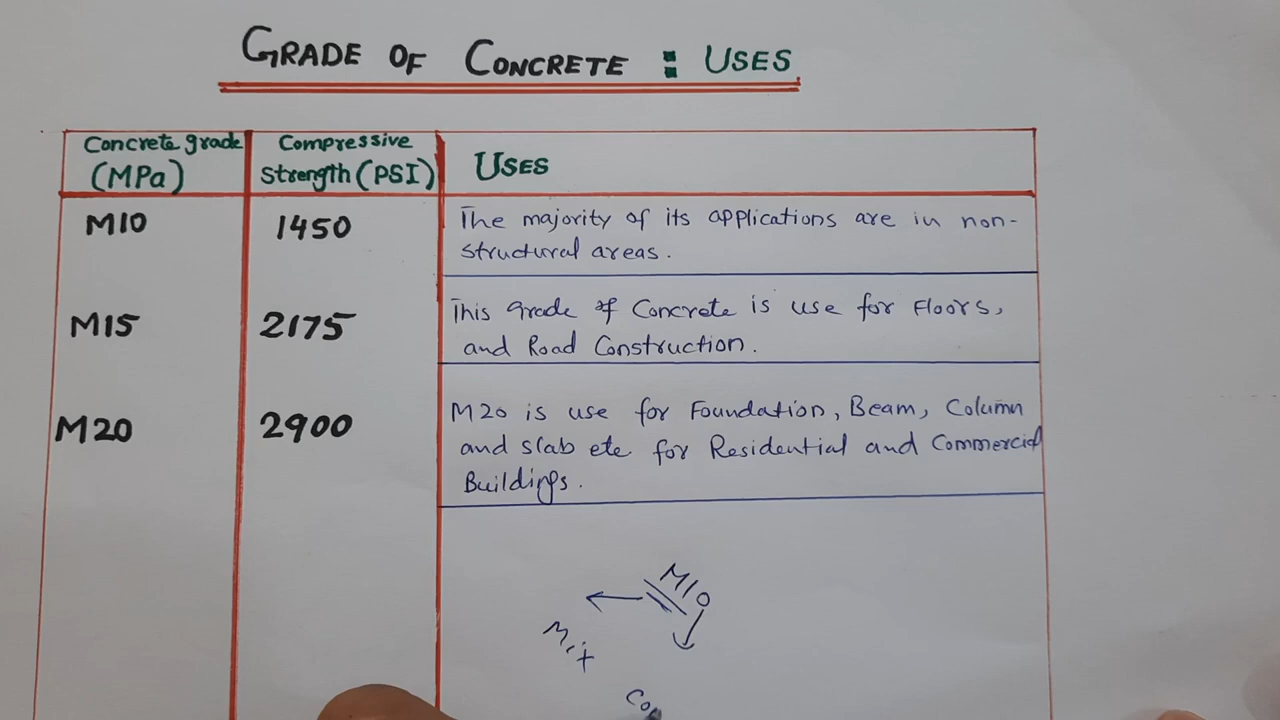 GRADE OF CONCRETE : USES
Concrete grade
(MPa)
Compressive
Strength (PSI)
USES
M10
1450
The majority of its applications are in non-
structural areas.
M15
2175
This grade of Concrete is use for Floors,
and Road Construction.
M20
2900
M20 is use for Foundation, Beam, Column
and slab etc for Residential and Commercial
Buildings.
M10
Mix
Co